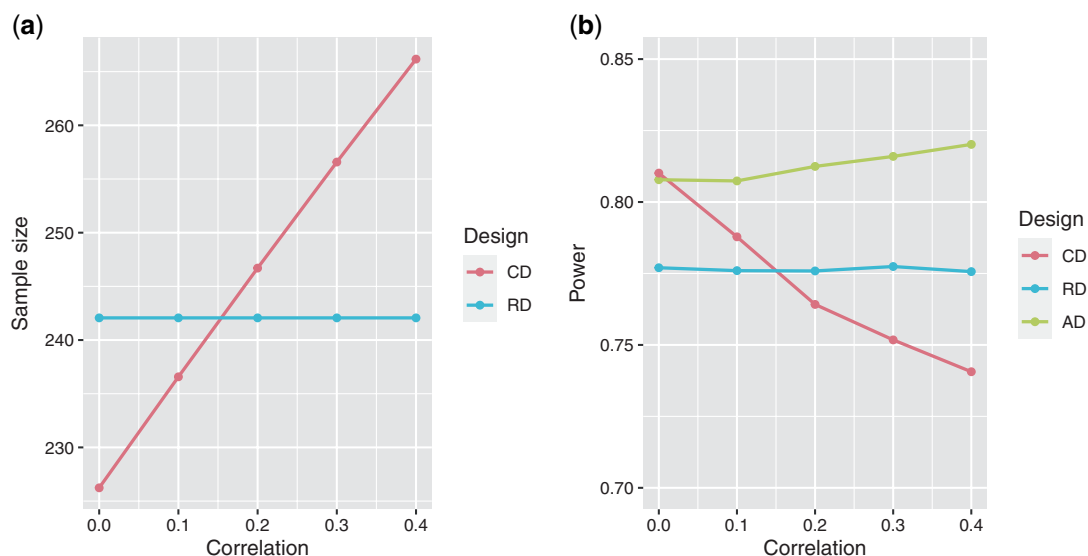 (a)
Sample size
260
250
240
230
0.0 0.1 0.2 0.3 0.4
Correlation
Design
CD
RD
(b)
Power
0.85
0.80
0.75
0.70
0.0 0.1 0.2 0.3 0.4
Correlation
Design
CD
RD
AD